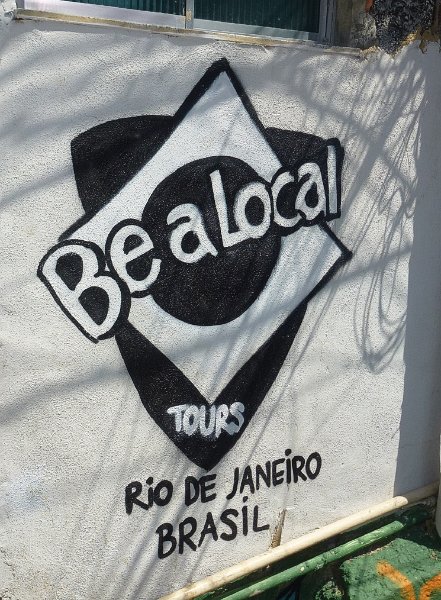 Be a Local
TOURS
RIO DE JANEIRO
BRASIL